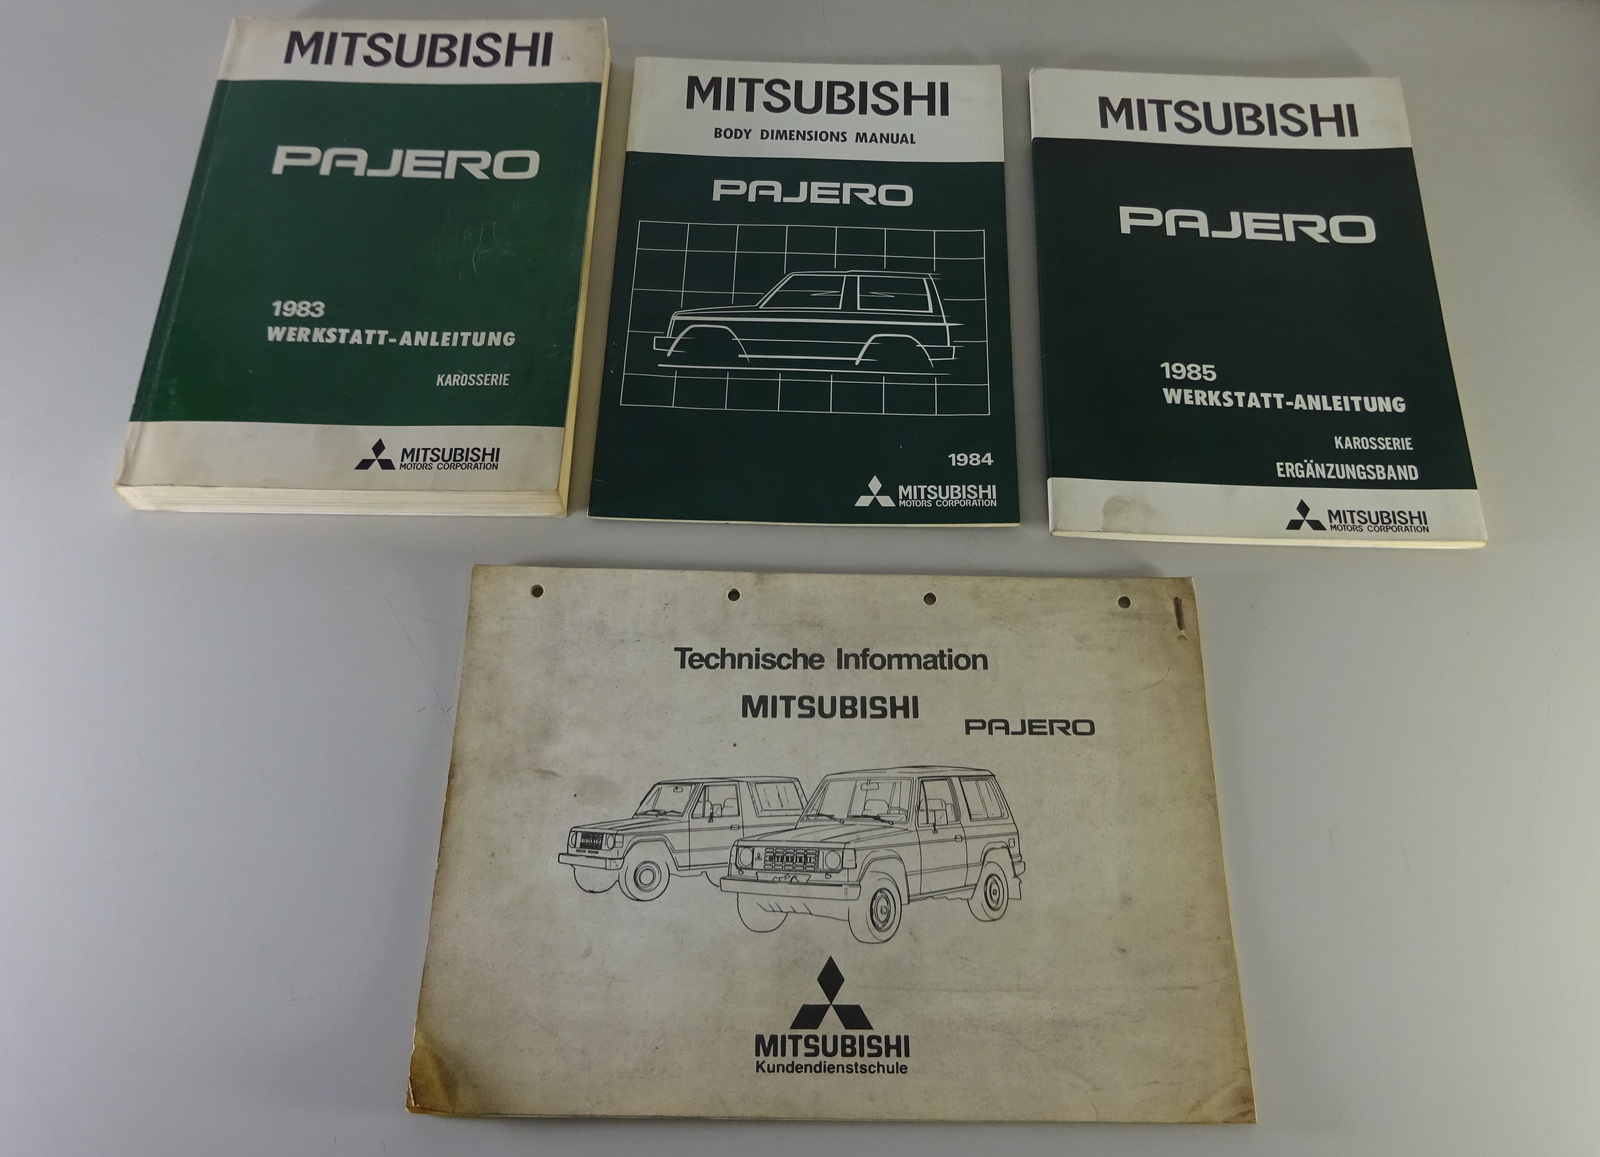 MITSUBISHI
PAJERO
1983
WERKSTATT-ANLEITUNG
KAROSSERIE
MITSUBISHI
MOTORS CORPORATION
MITSUBISHI
BODY DIMENSIONS MANUAL
PAJERO
1984
MITSUBISHI
MOTORS CORPORATION
MITSUBISHI
PAJERO
1985
WERKSTATT-ANLEITUNG
KAROSSERIE
ERGÄNZUNGSBAND
MITSUBISHI
MOTORS CORPORATION
Technische Information
MITSUBISHI
PAJERO
MITSUBISHI
Kundendienstschule